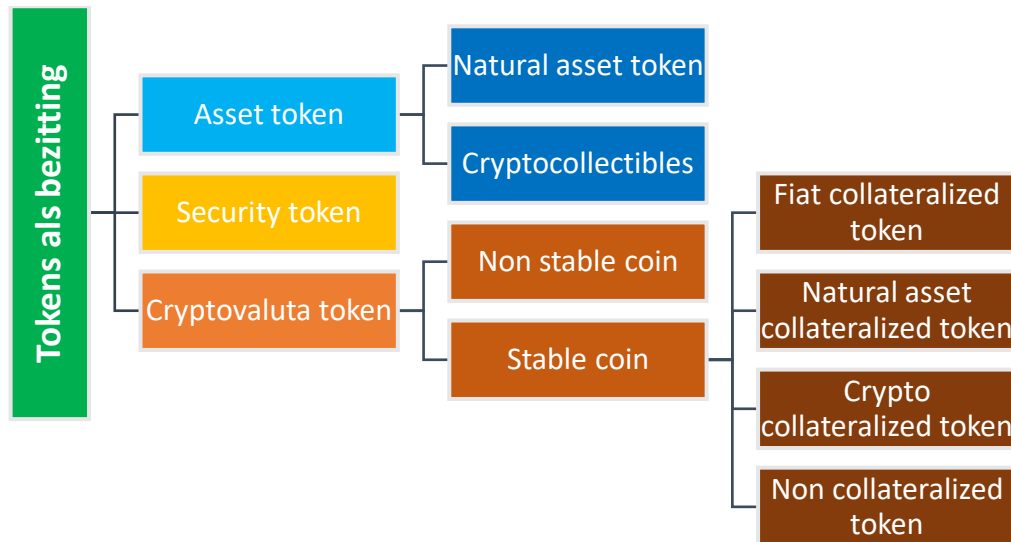 Tokens als bezitting
Asset token
Natural asset token
Cryptocollectibles
Security token
Cryptovaluta token
Non stable coin
Stable coin
Fiat collateralized
token
Natural asset
collateralized token
Crypto
collateralized token
Non collateralized
token